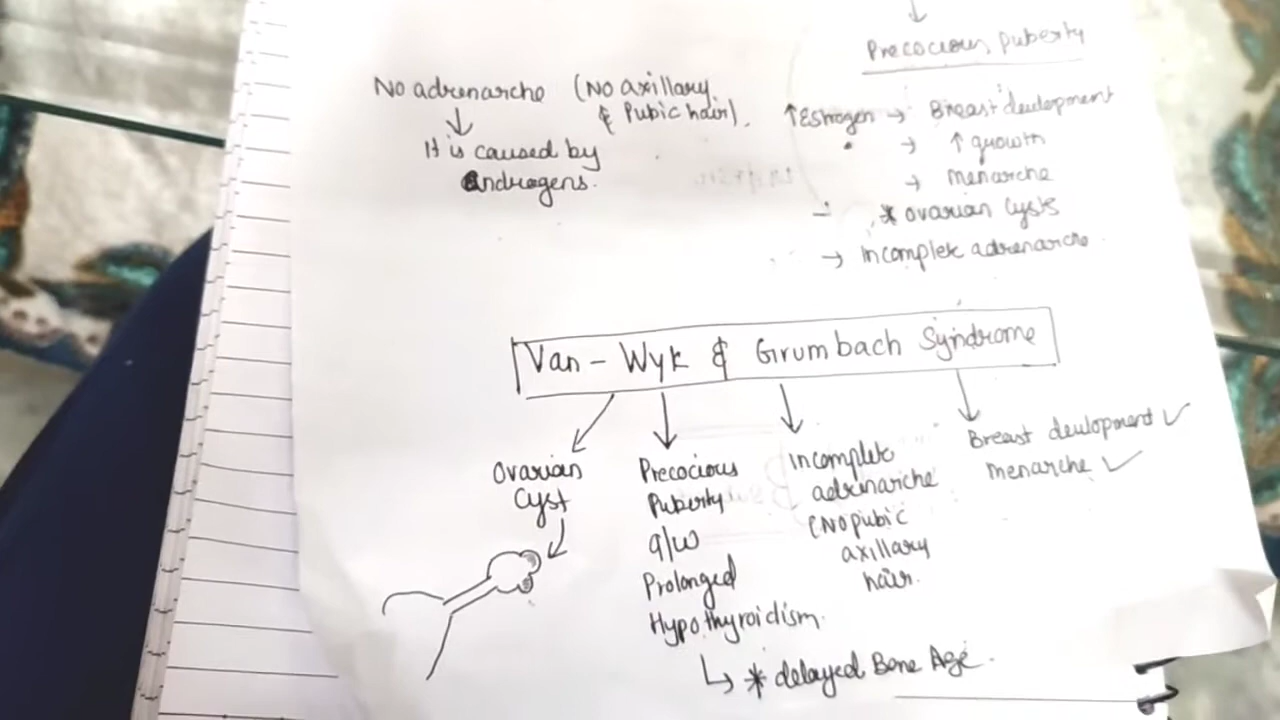 Precocious puberty
No adrenarche (No axillary
& Pubic hair).
It is caused by
Androgens.
↑Estrogen → Breast development
→ ↑ growth
→ Menarche
→ * ovarian cysts
→ Incomplete adrenarche
Van - Wyk & Grumbach Syndrome
Ovarian
Cyst
Precocious
Puberty
a/w
Prolonged
Hypothyroidism.
↳ * delayed Bone Age.
Incomplete
adrinarche
(No pubic
axillary
hair.
Breast development ✓
menarche ✓